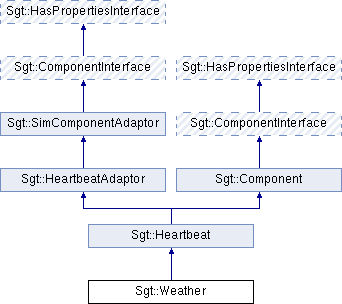 Sgt::HasPropertiesInterface
Sgt::ComponentInterface
Sgt::HasPropertiesInterface
Sgt::SimComponentAdaptor
Sgt::ComponentInterface
Sgt::HeartbeatAdaptor
Sgt::Component
Sgt::Heartbeat
Sgt::Weather